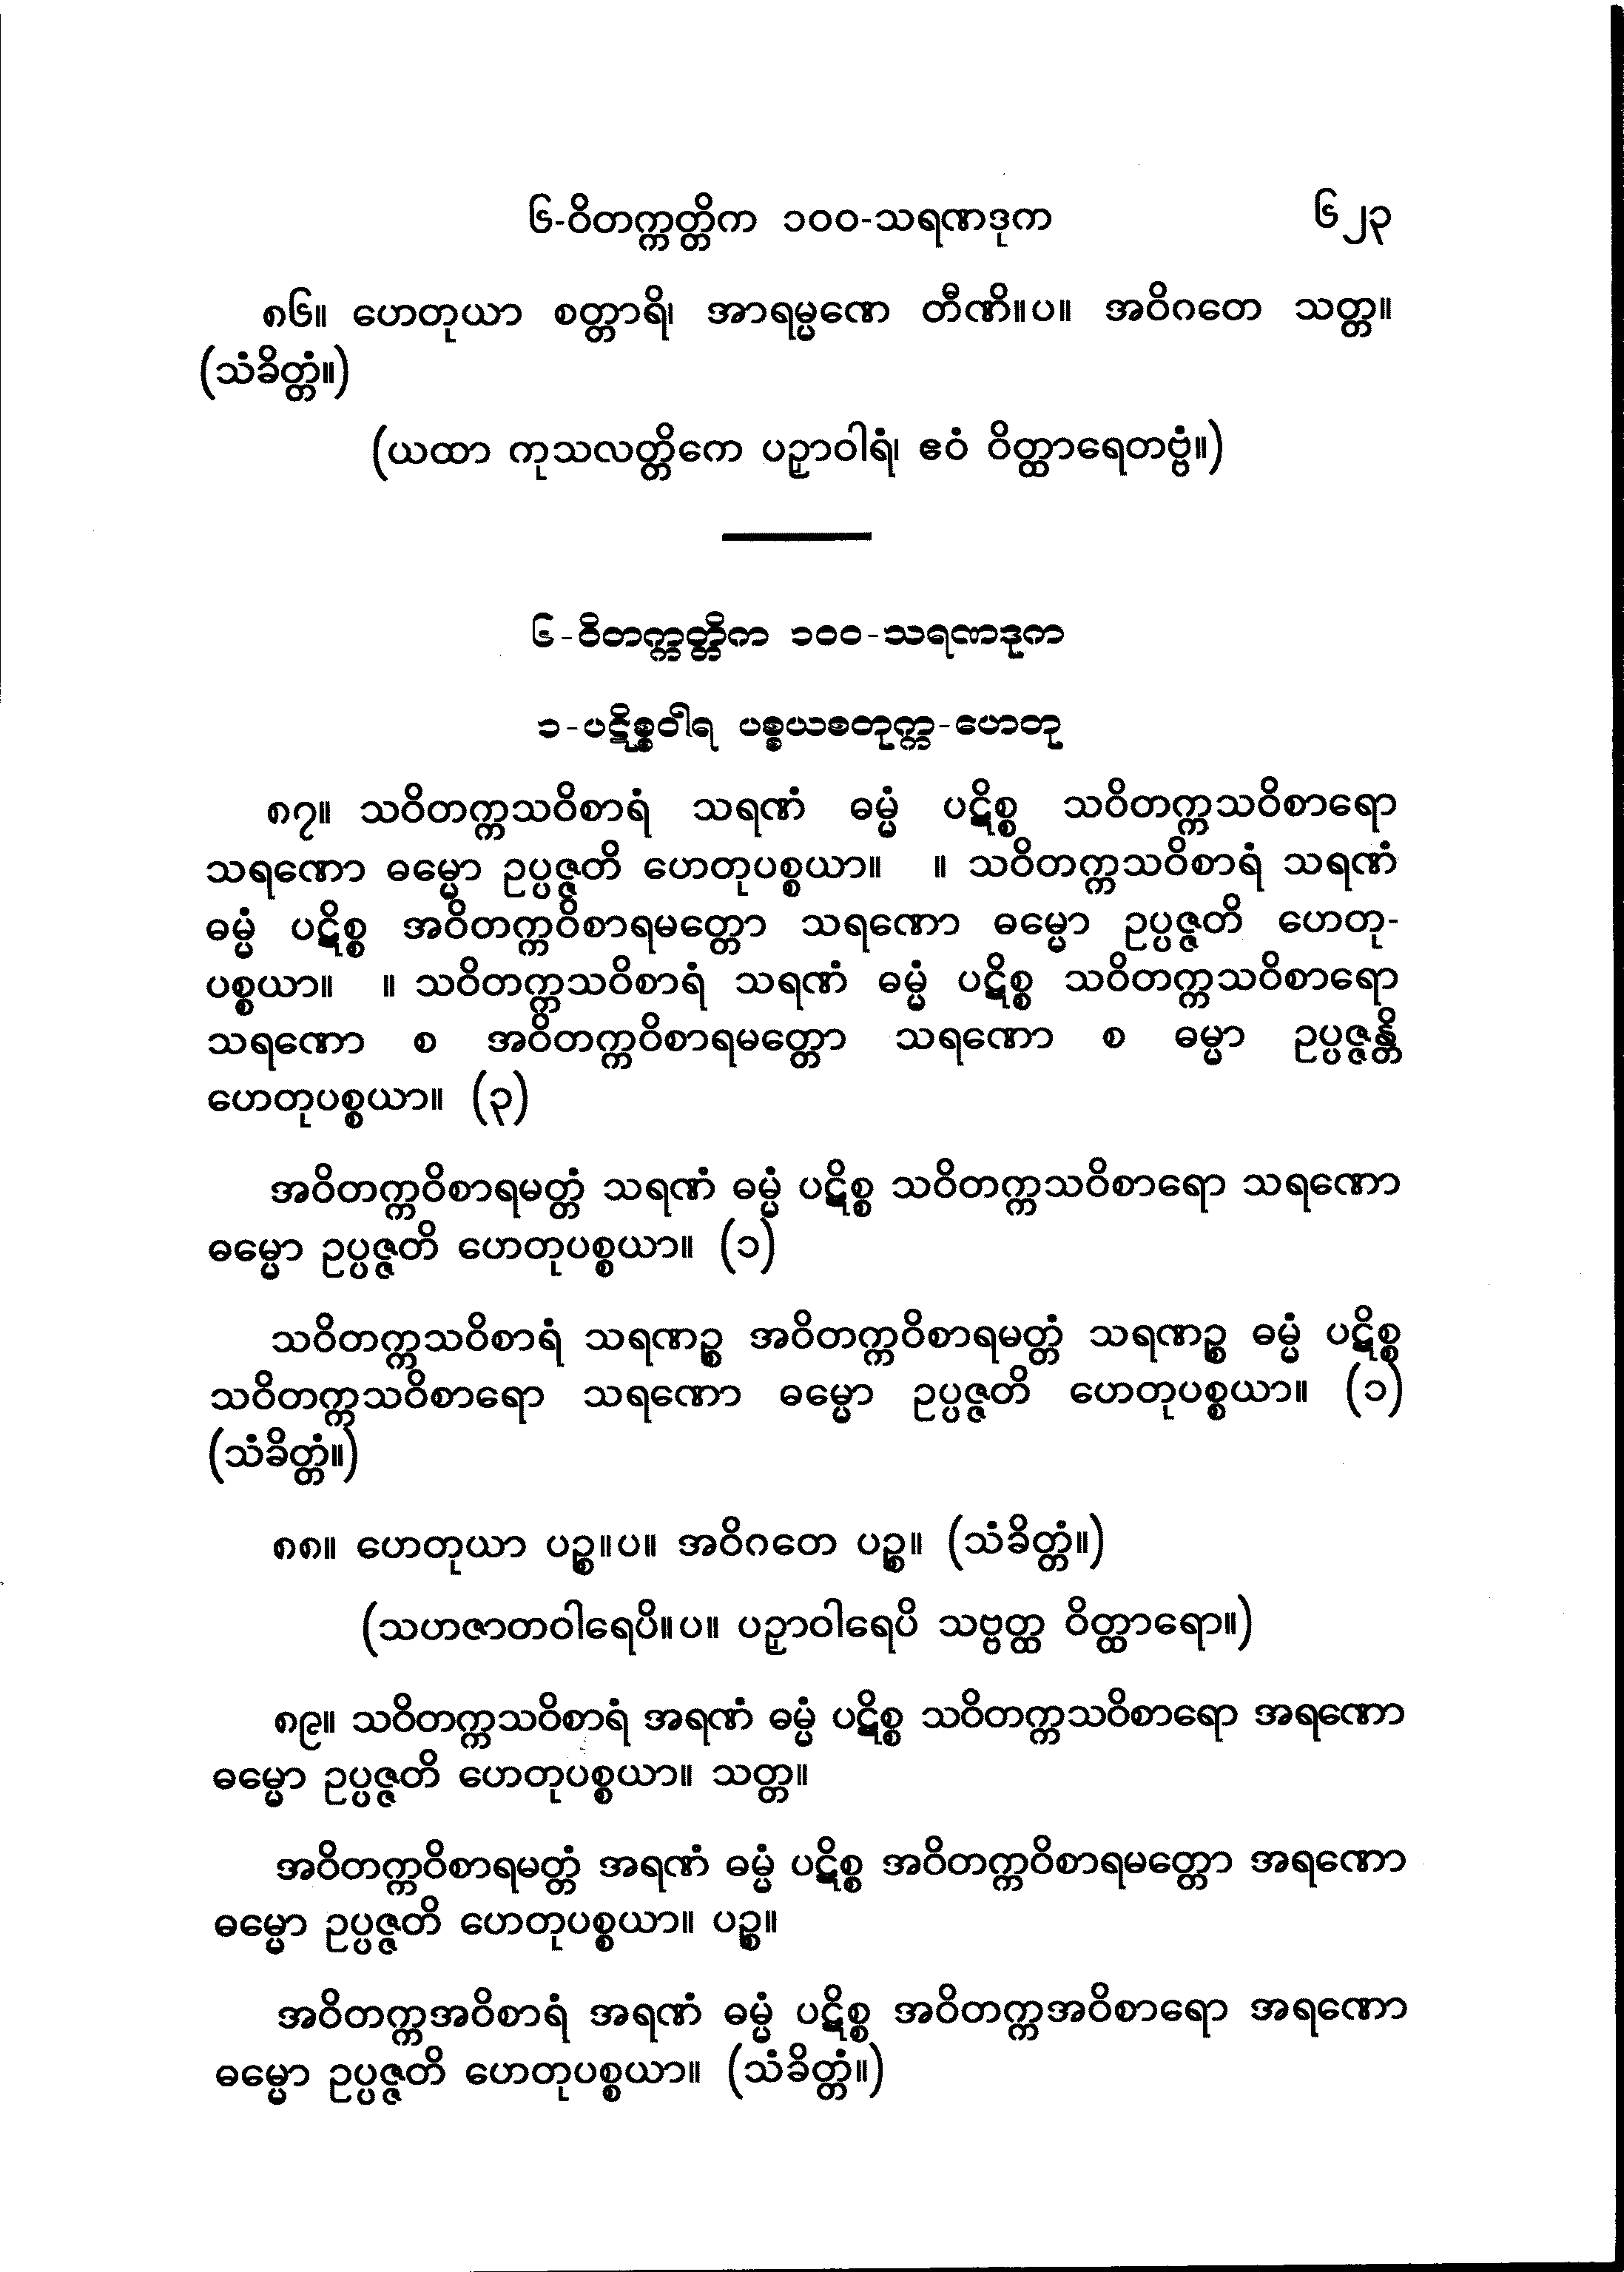 ၆-ဝိတက္ကတ္တိက ၁၀၀-သရဏဒုက ၆၂၃
၈၆။ ဟေတုယာ စတ္တာရိ၊ အာရမ္မဏေ တီဏိ။ပ။ အဝိဂတေ သတ္တ။
(သံခိတ္တံ။)
(ယထာ ကုသလတ္တိကေ ပဉှာဝါရံ၊ ဧဝံ ဝိတ္ထာရေတဗ္ဗံ။)
၆-ဝိတက္ကတ္တိက ၁၀၀-သရဏဒုက
၁-ပဋိစ္စဝါရ ပစ္စယစတုက္က-ဟေတု
၈၇။ သဝိတက္ကသဝိစာရံ သရဏံ ဓမ္မံ ပဋိစ္စ သဝိတက္ကသဝိစာရော
သရဏော ဓမ္မော ဥပ္ပဇ္ဇတိ ဟေတုပစ္စယာ။ ။ သဝိတက္ကသဝိစာရံ သရဏံ
ဓမ္မံ ပဋိစ္စ အဝိတက္ကဝိစာရမတ္တော သရဏော ဓမ္မော ဥပ္ပဇ္ဇတိ ဟေတု-
ပစ္စယာ။ ။ သဝိတက္ကသဝိစာရံ သရဏံ ဓမ္မံ ပဋိစ္စ သဝိတက္ကသဝိစာရော
သရဏော စ အဝိတက္ကဝိစာရမတ္တော သရဏော စ ဓမ္မာ ဥပ္ပဇ္ဇန္တိ
ဟေတုပစ္စယာ။ (၃)
အဝိတက္ကဝိစာရမတ္တံ သရဏံ ဓမ္မံ ပဋိစ္စ သဝိတက္ကသဝိစာရော သရဏော
ဓမ္မော ဥပ္ပဇ္ဇတိ ဟေတုပစ္စယာ။ (၁)
သဝိတက္ကသဝိစာရံ သရဏဉ္စ အဝိတက္ကဝိစာရမတ္တံ သရဏဉ္စ ဓမ္မံ ပဋိစ္စ
သဝိတက္ကသဝိစာရော သရဏော ဓမ္မော ဥပ္ပဇ္ဇတိ ဟေတုပစ္စယာ။ (၁)
(သံခိတ္တံ။)
၈၈။ ဟေတုယာ ပဉ္စ။ပ။ အဝိဂတေ ပဉ္စ။ (သံခိတ္တံ။)
(သဟဇာတဝါရေပိ။ပ။ ပဉှာဝါရေပိ သဗ္ဗတ္ထ ဝိတ္ထာရော။)
၈၉။ သဝိတက္ကသဝိစာရံ အရဏံ ဓမ္မံ ပဋိစ္စ သဝိတက္ကသဝိစာရော အရဏော
ဓမ္မော ဥပ္ပဇ္ဇတိ ဟေတုပစ္စယာ။ သတ္တ။
အဝိတက္ကဝိစာရမတ္တံ အရဏံ ဓမ္မံ ပဋိစ္စ အဝိတက္ကဝိစာရမတ္တော အရဏော
ဓမ္မော ဥပ္ပဇ္ဇတိ ဟေတုပစ္စယာ။ ပဉ္စ။
အဝိတက္ကအဝိစာရံ အရဏံ ဓမ္မံ ပဋိစ္စ အဝိတက္ကအဝိစာရော အရဏော
ဓမ္မော ဥပ္ပဇ္ဇတိ ဟေတုပစ္စယာ။ (သံခိတ္တံ။)